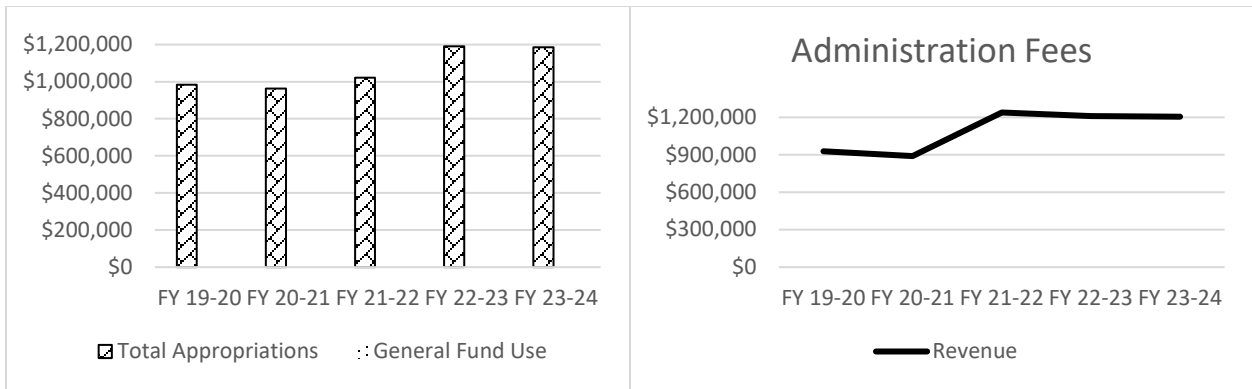 $1,200,000
$1,000,000
$800,000
$600,000
$400,000
$200,000
$0
FY 19-20 FY 20-21 FY 21-22 FY 22-23 FY 23-24
Total Appropriations General Fund Use
Administration Fees
$1,200,000
$900,000
$600,000
$300,000
$0
FY 19-20 FY 20-21 FY 21-22 FY 22-23 FY 23-24
Revenue